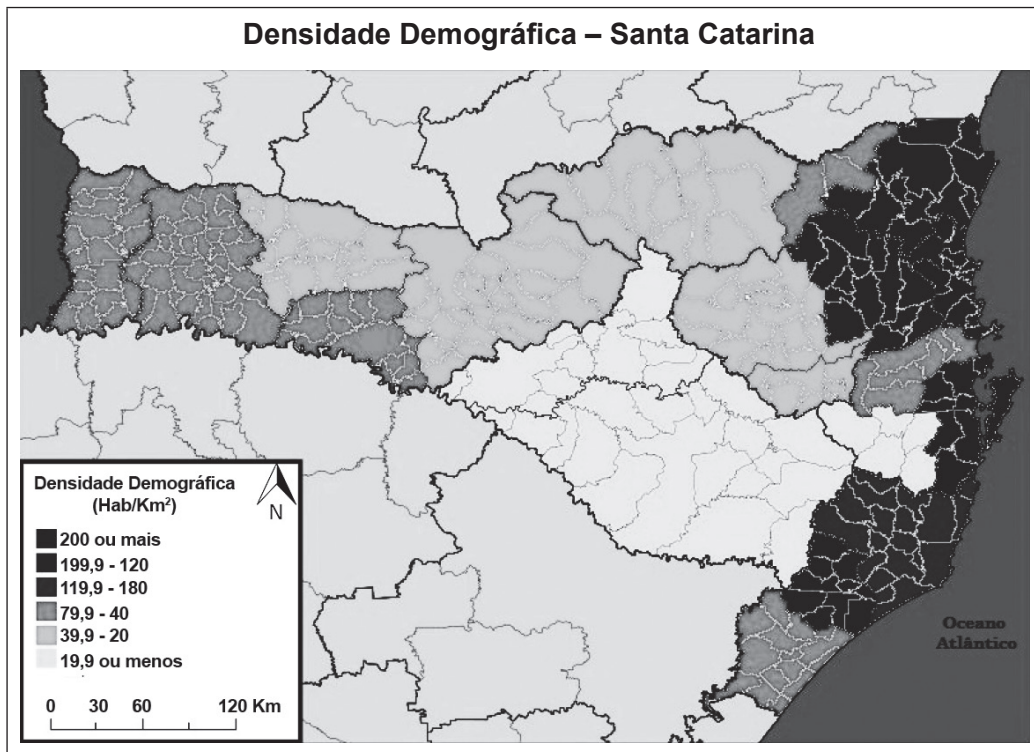 Densidade Demográfica – Santa Catarina
Densidade Demográfica
(Hab/Km²)
N
200 ou mais
199,9 - 120
119,9 - 180
79,9 - 40
39,9 - 20
19,9 ou menos
0 30 60 120 Km
Oceano
Atlântico